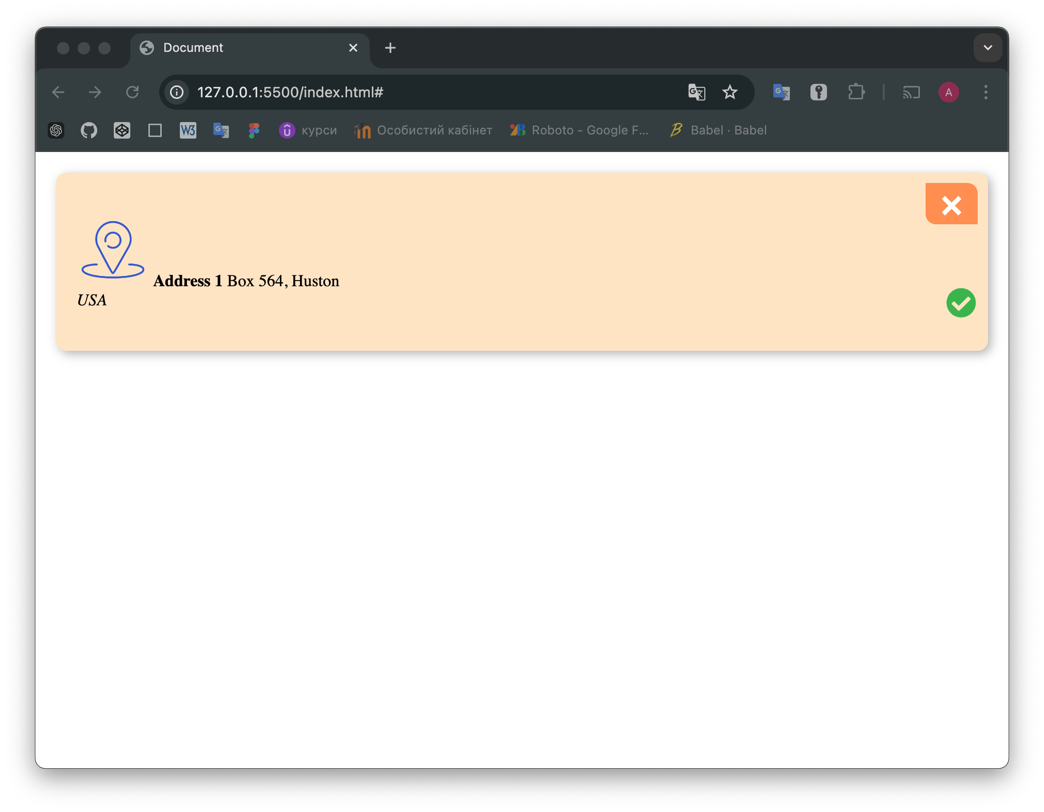 Document
127.0.0.1:5500/index.html#
A
W3
курси
Особистий кабінет
Roboto - Google F...
Babel · Babel
Address 1 Box 564, Huston
USA